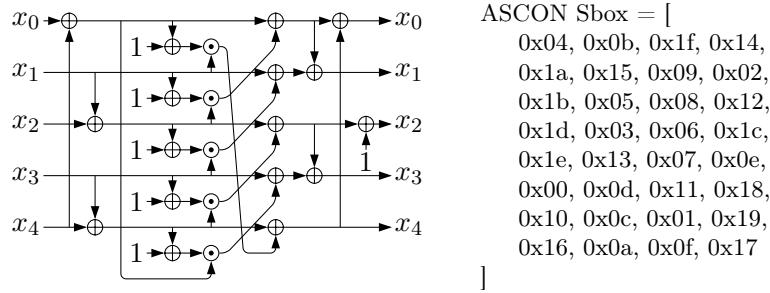 x₀ 1 x₀
x₁ 1 x₁
x₂ 1 x₂
1
x₃ 1 x₃
x₄ 1 x₄
ASCON Sbox = [
0x04, 0x0b, 0x1f, 0x14,
0x1a, 0x15, 0x09, 0x02,
0x1b, 0x05, 0x08, 0x12,
0x1d, 0x03, 0x06, 0x1c,
0x1e, 0x13, 0x07, 0x0e,
0x00, 0x0d, 0x11, 0x18,
0x10, 0x0c, 0x01, 0x19,
0x16, 0x0a, 0x0f, 0x17
]